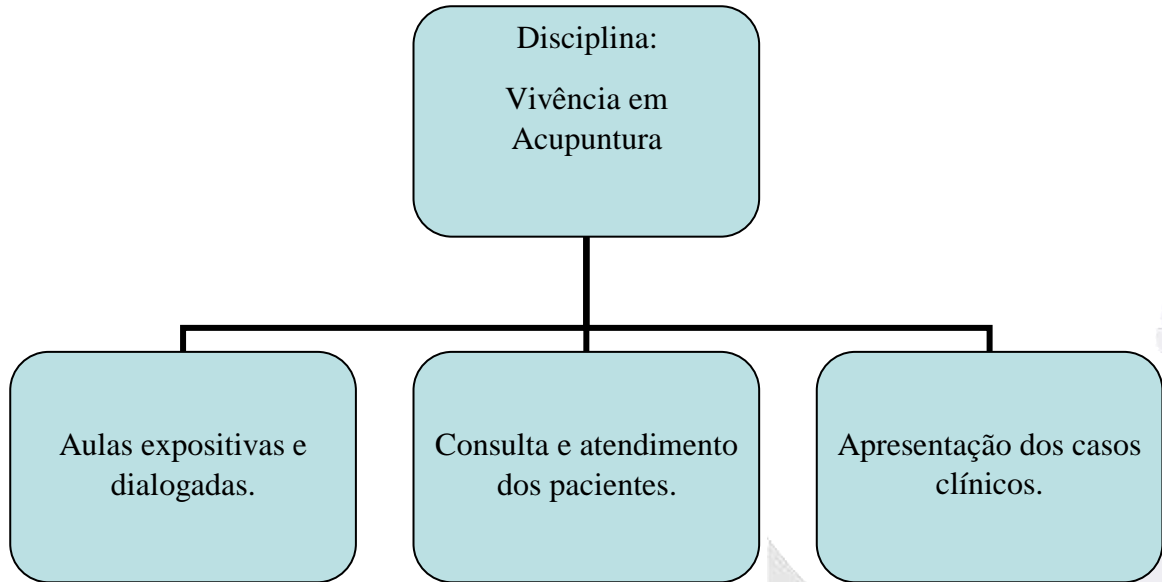 Disciplina:
Vivência em
Acupuntura
Aulas expositivas e
dialogadas.
Consulta e atendimento
dos pacientes.
Apresentação dos casos
clínicos.